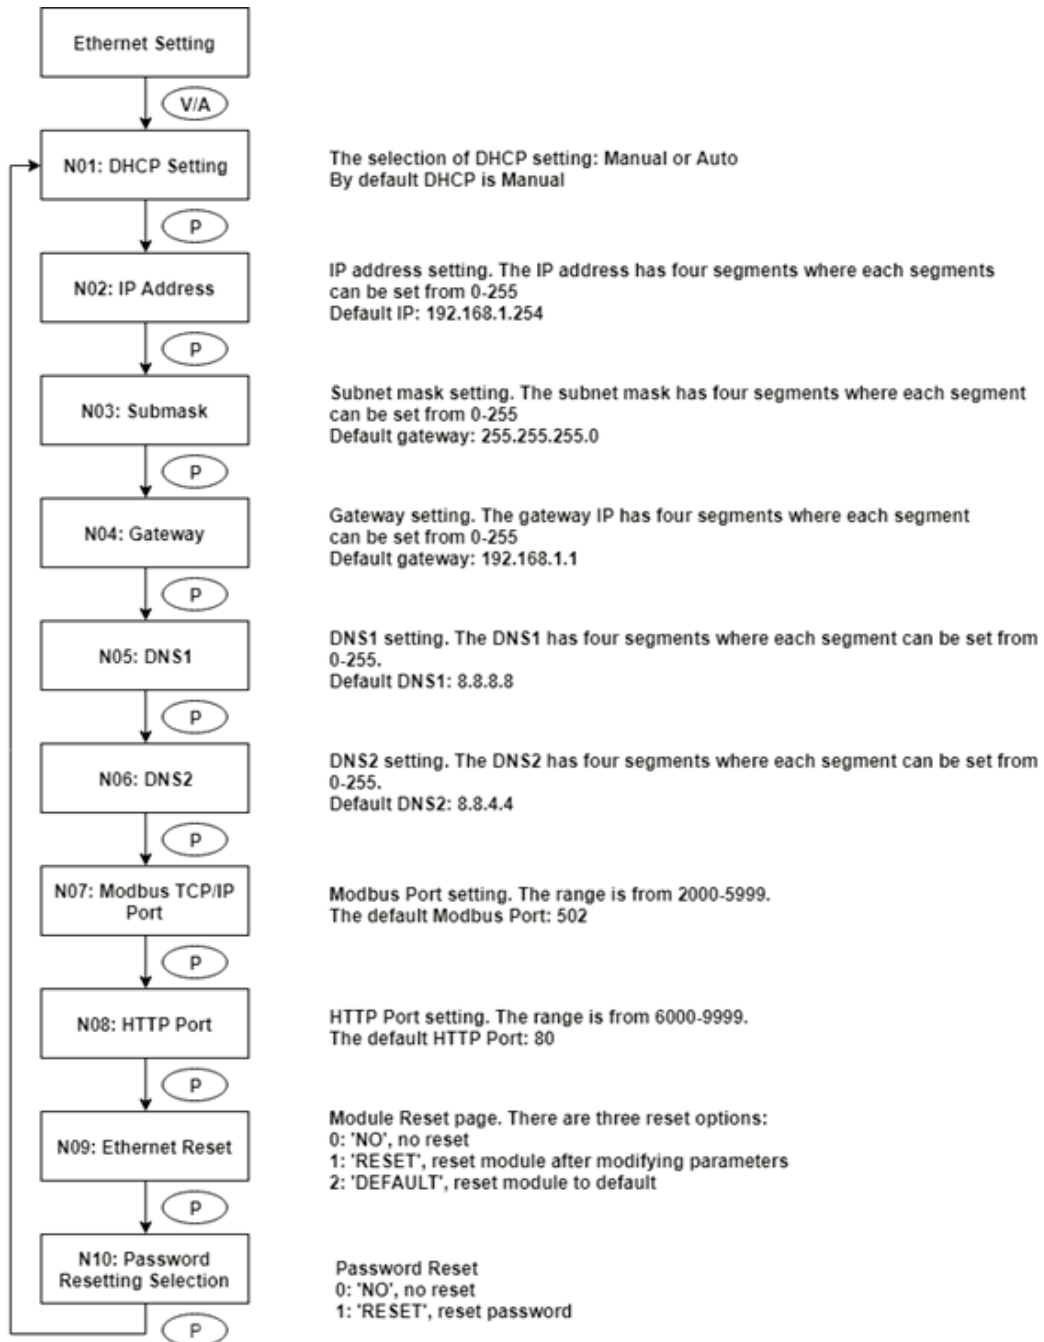 Ethernet Setting
V/A
N01: DHCP Setting
The selection of DHCP setting: Manual or Auto
By default DHCP is Manual
P
N02: IP Address
IP address setting. The IP address has four segments where each segments
can be set from 0-255
Default IP: 192.168.1.254
P
N03: Submask
Subnet mask setting. The subnet mask has four segments where each segment
can be set from 0-255
Default gateway: 255.255.255.0
P
N04: Gateway
Gateway setting. The gateway IP has four segments where each segment
can be set from 0-255
Default gateway: 192.168.1.1
P
N05: DNS1
DNS1 setting. The DNS1 has four segments where each segment can be set from
0-255.
Default DNS1: 8.8.8.8
P
N06: DNS2
DNS2 setting. The DNS2 has four segments where each segment can be set from
0-255.
Default DNS2: 8.8.4.4
P
N07: Modbus TCP/IP
Port
Modbus Port setting. The range is from 2000-5999.
The default Modbus Port: 502
P
N08: HTTP Port
HTTP Port setting. The range is from 6000-9999.
The default HTTP Port: 80
P
N09: Ethernet Reset
Module Reset page. There are three reset options:
0: 'NO', no reset
1: 'RESET', reset module after modifying parameters
2: 'DEFAULT', reset module to default
P
N10: Password
Resetting Selection
Password Reset
0: 'NO', no reset
1: 'RESET', reset password
P